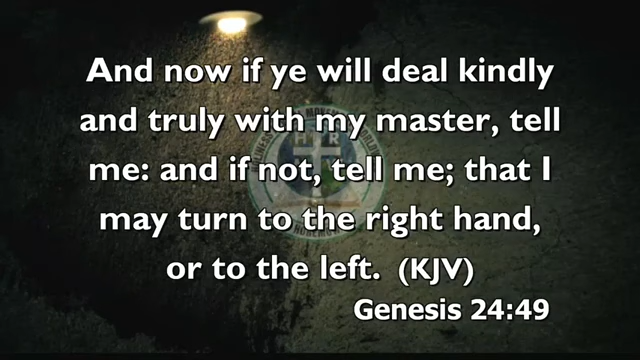 And now if ye will deal kindly
and truly with my master, tell
me: and if not, tell me; that I
may turn to the right hand,
or to the left. (KJV)
Genesis 24:49